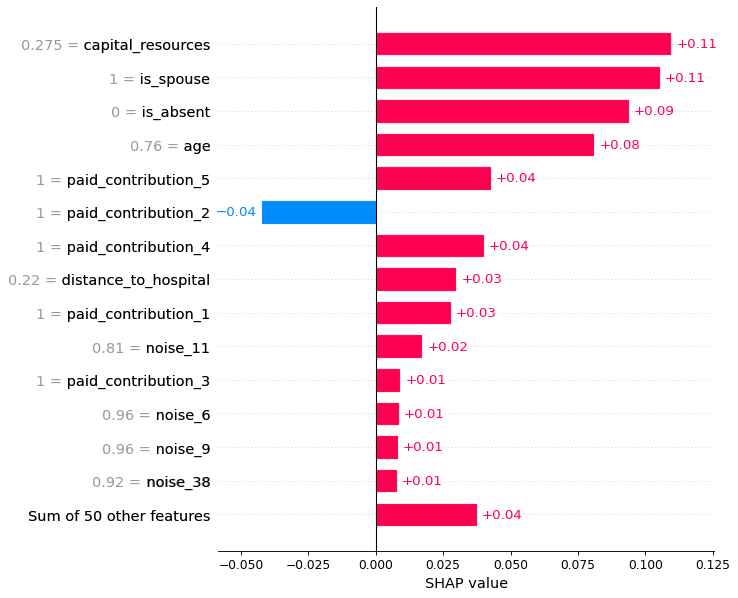 0.275 = capital_resources +0.11
1 = is_spouse +0.11
0 = is_absent +0.09
0.76 = age +0.08
1 = paid_contribution_5 +0.04
1 = paid_contribution_2 −0.04
1 = paid_contribution_4 +0.04
0.22 = distance_to_hospital +0.03
1 = paid_contribution_1 +0.03
0.81 = noise_11 +0.02
1 = paid_contribution_3 +0.01
0.96 = noise_6 +0.01
0.96 = noise_9 +0.01
0.92 = noise_38 +0.01
Sum of 50 other features +0.04
−0.050 −0.025 0.000 0.025 0.050 0.075 0.100 0.125
SHAP value